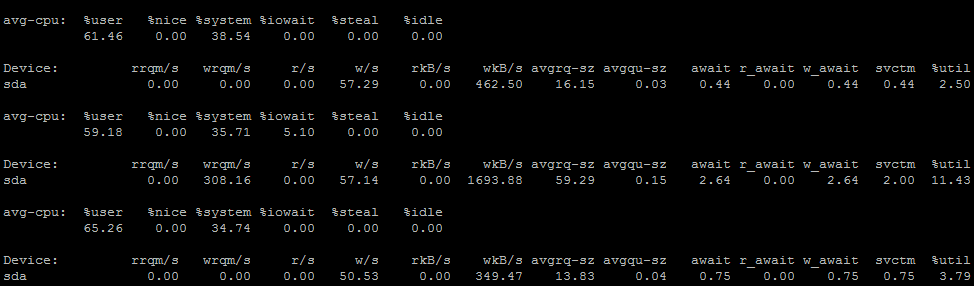 avg-cpu:  %user   %nice %system %iowait  %steal   %idle
          61.46    0.00   38.54    0.00    0.00    0.00
Device:         rrqm/s   wrqm/s     r/s     w/s    rkB/s    wkB/s avgrq-sz avgqu-sz   await r_await w_await  svctm  %util
sda               0.00     0.00    0.00   57.29     0.00   462.50    16.15     0.03    0.44    0.00    0.44   0.44   2.50
avg-cpu:  %user   %nice %system %iowait  %steal   %idle
          59.18    0.00   35.71    5.10    0.00    0.00
Device:         rrqm/s   wrqm/s     r/s     w/s    rkB/s    wkB/s avgrq-sz avgqu-sz   await r_await w_await  svctm  %util
sda               0.00   308.16    0.00   57.14     0.00  1693.88    59.29     0.15    2.64    0.00    2.64   2.00  11.43
avg-cpu:  %user   %nice %system %iowait  %steal   %idle
          65.26    0.00   34.74    0.00    0.00    0.00
Device:         rrqm/s   wrqm/s     r/s     w/s    rkB/s    wkB/s avgrq-sz avgqu-sz   await r_await w_await  svctm  %util
sda               0.00     0.00    0.00   50.53     0.00   349.47    13.83     0.04    0.75    0.00    0.75   0.75   3.79